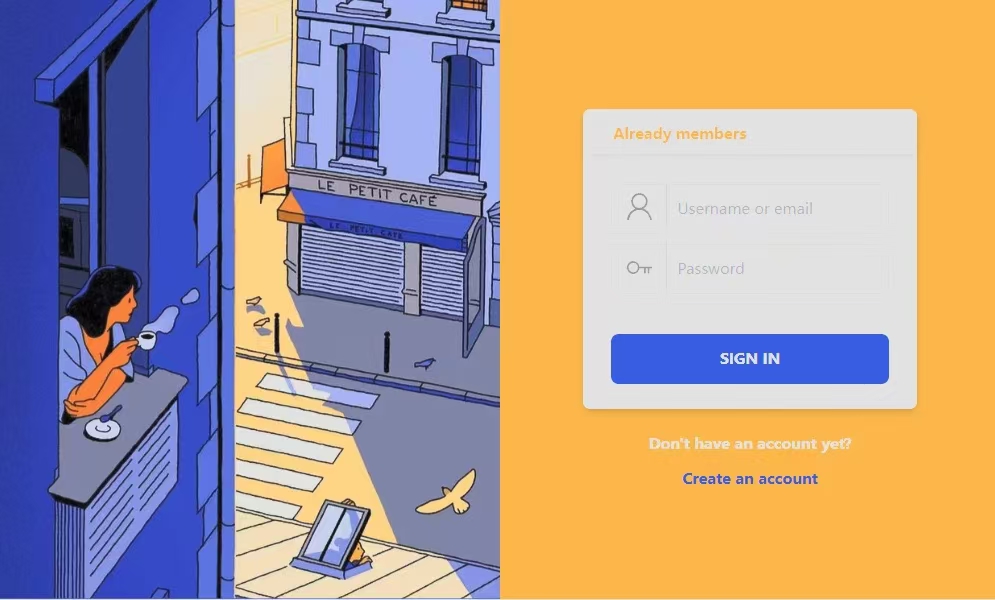 LE PETIT CAFÉ
LE PETIT CAFE
Already members
Username or email
Password
SIGN IN
Don't have an account yet?
Create an account